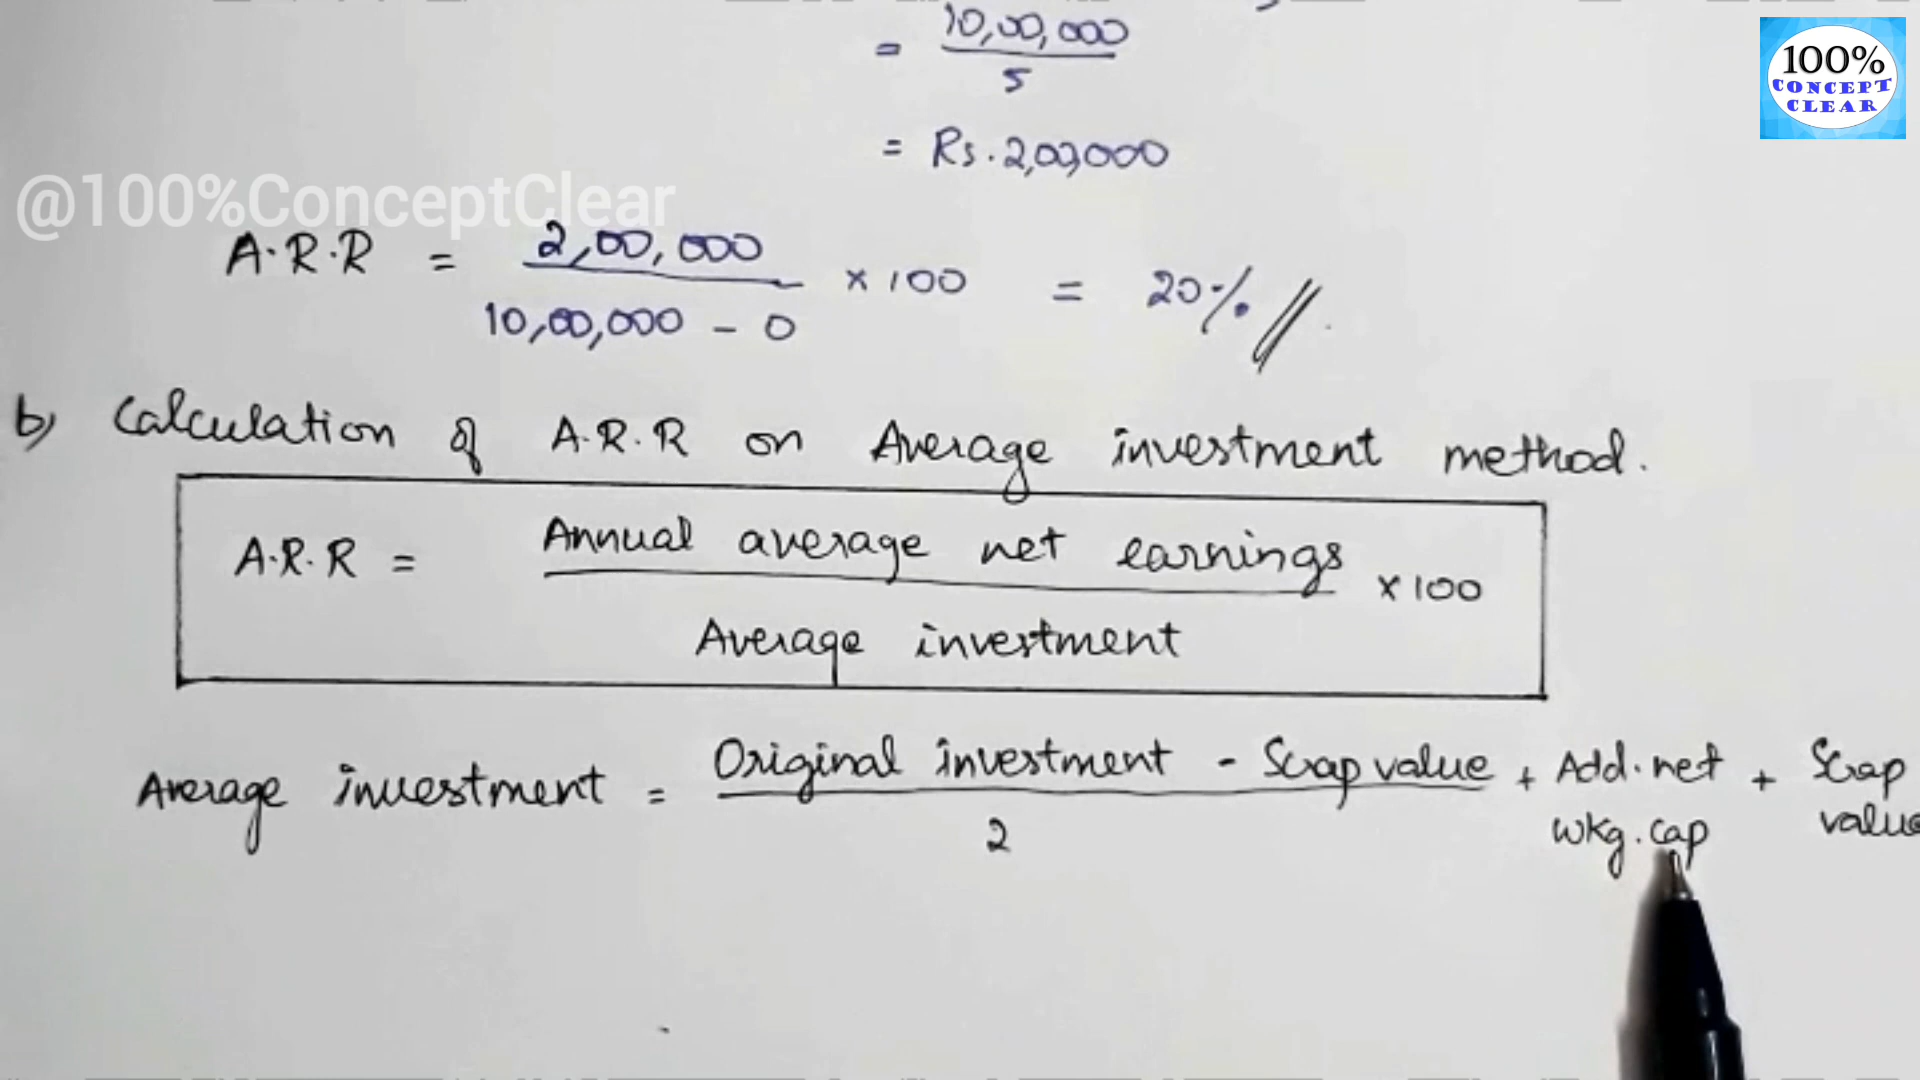 = 10,00,000
5
= Rs. 2,00,000
100%
CONCEPT
CLEAR
@100%ConceptClear
A.R.R = 2,00,000 × 100 = 20%
10,00,000 - 0
b) Calculation of A.R.R on Average investment method.
A.R.R = Annual average net earnings × 100
Average investment
Average investment = Original investment - Scrap value + Add. net + Scrap
2 wkg. cap value